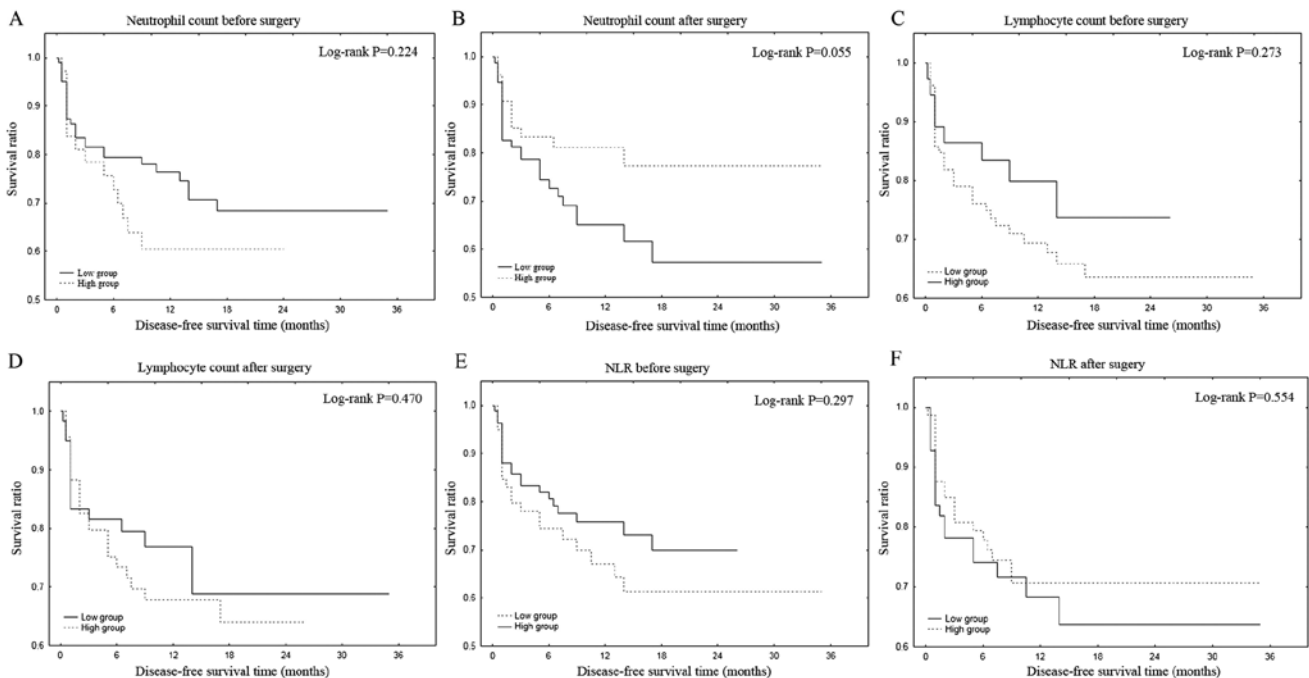 A
Neutrophil count before surgery
Log-rank P=0.224
1.0
0.9
0.8
0.7
0.6
0.5
Survival ratio
Low group
High group
0 6 12 18 24 30 36
Disease-free survival time (months)
B
Neutrophil count after surgery
Log-rank P=0.055
1.0
0.9
0.8
0.7
0.6
0.5
Survival ratio
Low group
High group
0 6 12 18 24 30 36
Disease-free survival time (months)
C
Lymphocyte count before surgery
Log-rank P=0.273
1.0
0.9
0.8
0.7
0.6
Survival ratio
Low group
High group
0 6 12 18 24 30 36
Disease-free survival time (months)
D
Lymphocyte count after surgery
Log-rank P=0.470
1.0
0.9
0.8
0.7
0.6
Survival ratio
Low group
High group
0 6 12 18 24 30 36
Disease-free survival time (months)
E
NLR before surgery
Log-rank P=0.297
1.0
0.9
0.8
0.7
0.6
0.5
Survival ratio
Low group
High group
0 6 12 18 24 30 36
Disease-free survival time (months)
F
NLR after sugery
Log-rank P=0.554
1.0
0.9
0.8
0.7
0.6
Survival ratio
Low group
High group
0 6 12 18 24 30 36
Disease-free survival time (months)